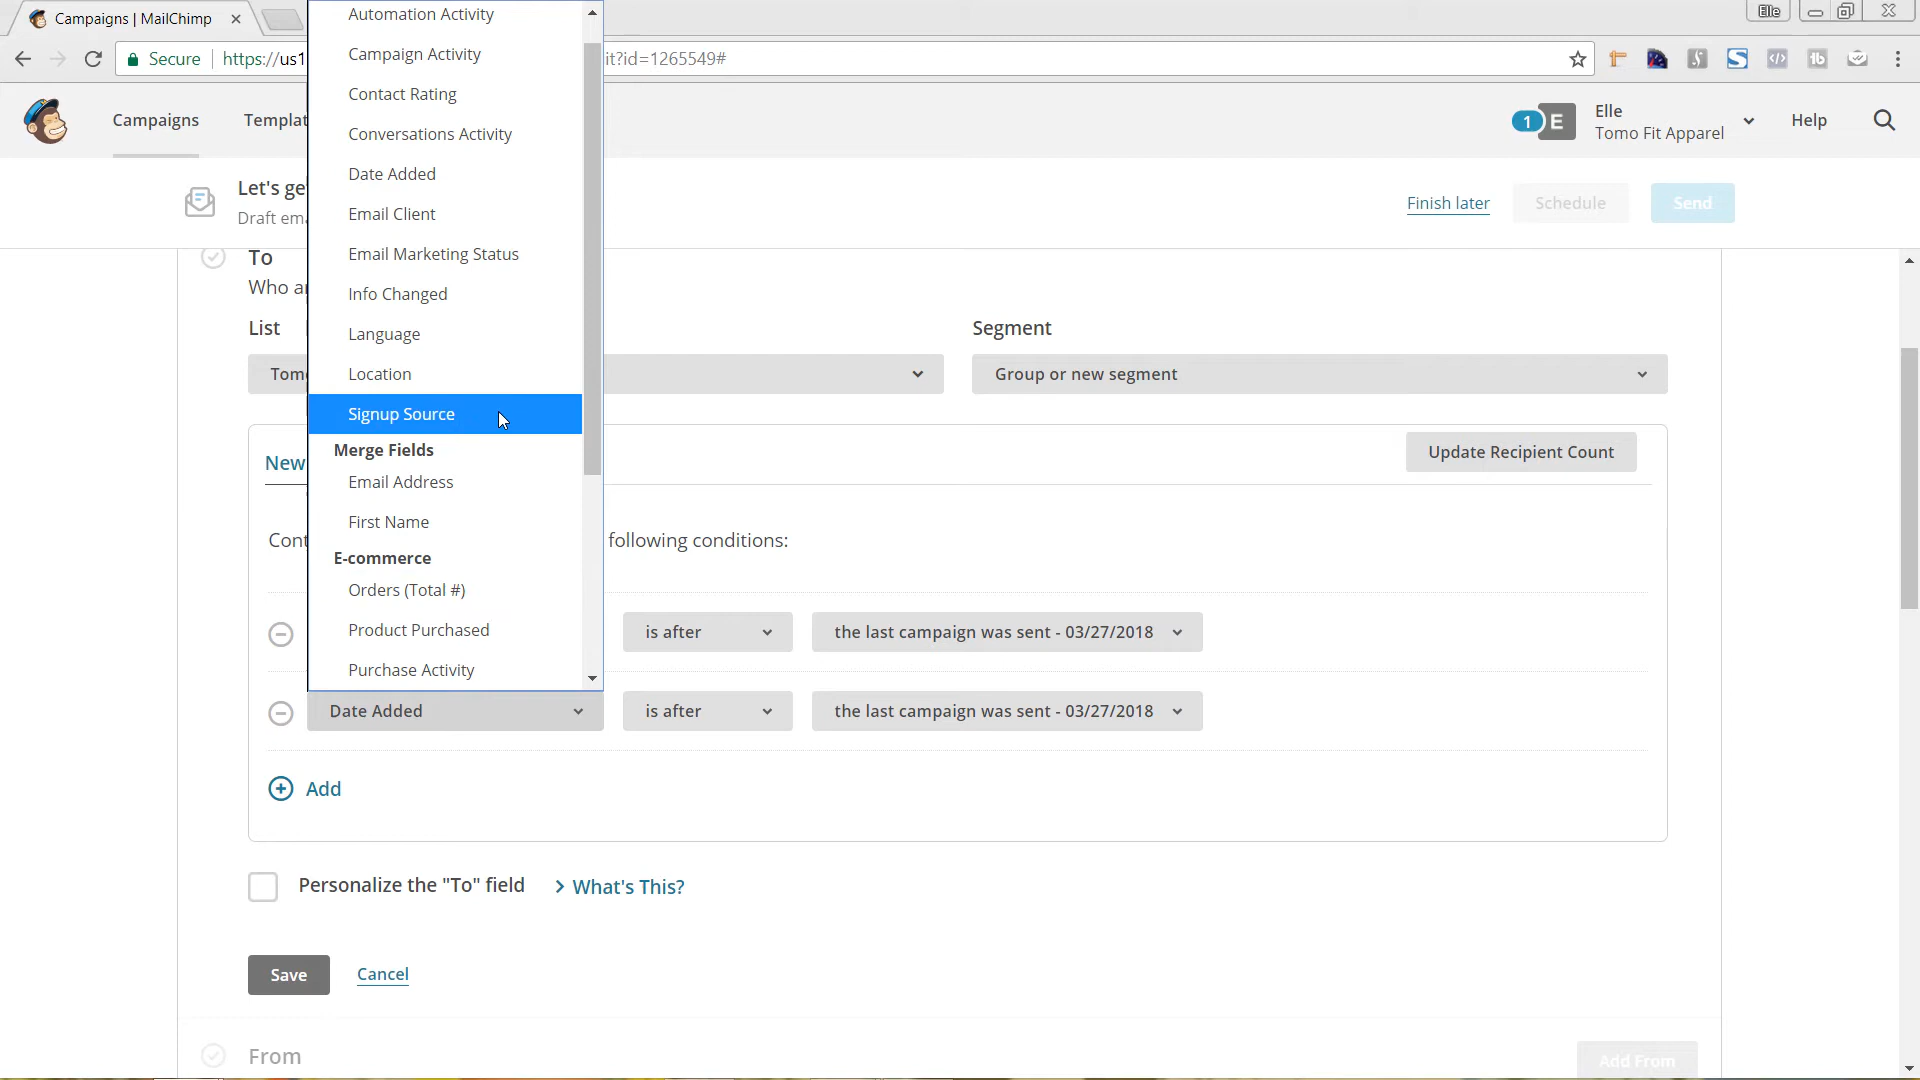 Campaigns | MailChimp
Elle
Secure
https://us1
it?id=1265549#
Campaigns
Templat
1
E
Elle
Tomo Fit Apparel
Help
Let's ge
Draft ema
Finish later
Schedule
Send
Automation Activity
Campaign Activity
Contact Rating
Conversations Activity
Date Added
Email Client
Email Marketing Status
Info Changed
Language
Location
Signup Source
Merge Fields
Email Address
First Name
E-commerce
Orders (Total #)
Product Purchased
Purchase Activity
To
Who ar
List
Segment
Tomo
Group or new segment
New
Update Recipient Count
Cont
following conditions:
is after
the last campaign was sent - 03/27/2018
Date Added
is after
the last campaign was sent - 03/27/2018
Add
Personalize the "To" field
What's This?
Save
Cancel
From
Add From